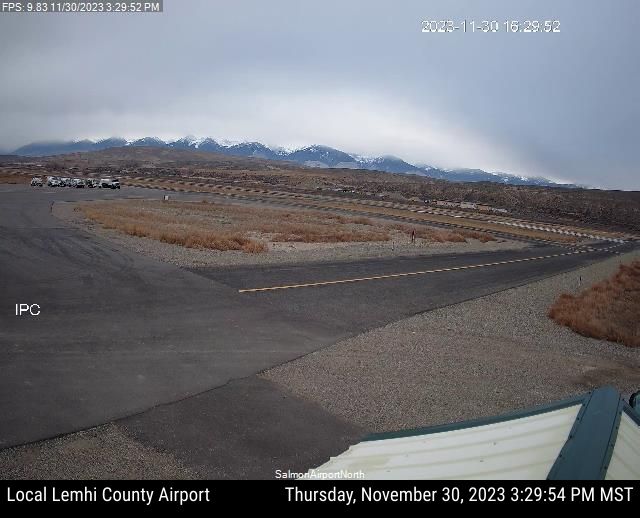 FPS: 9.83 11/30/2023 3:29:52 PM
2023-11-30 16:29:52
IPC
SalmonAirportNorth
Local Lemhi County Airport Thursday, November 30, 2023 3:29:54 PM MST